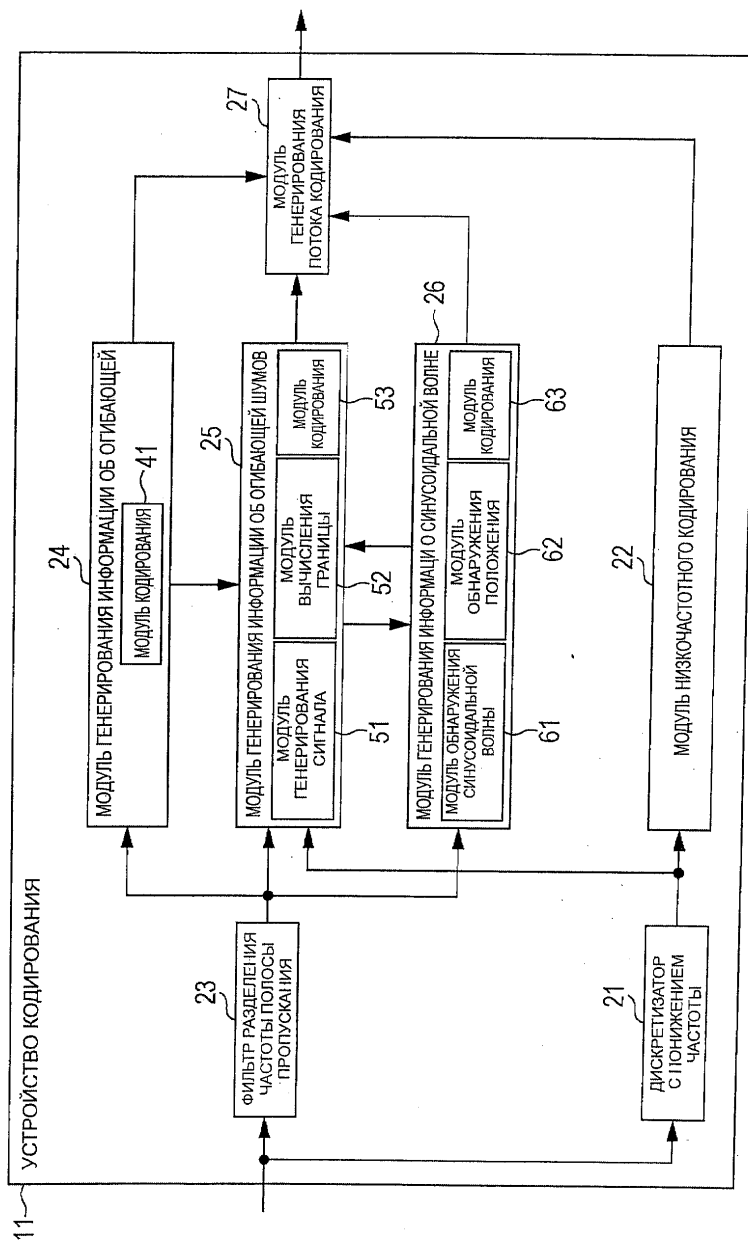 11
УСТРОЙСТВО КОДИРОВАНИЯ
23
ФИЛЬТР РАЗДЕЛЕНИЯ
ЧАСТОТЫ ПОЛОСЫ
ПРОПУСКАНИЯ
21
ДИСКРЕТИЗАТОР
С ПОНИЖЕНИЕМ
ЧАСТОТЫ
24
МОДУЛЬ ГЕНЕРИРОВАНИЯ ИНФОРМАЦИИ ОБ ОГИБАЮЩЕЙ
МОДУЛЬ КОДИРОВАНИЯ
41
25
МОДУЛЬ ГЕНЕРИРОВАНИЯ ИНФОРМАЦИИ ОБ ОГИБАЮЩЕЙ ШУМОВ
МОДУЛЬ
ГЕНЕРИРОВАНИЯ
СИГНАЛА
51
МОДУЛЬ
ВЫЧИСЛЕНИЯ
ГРАНИЦЫ
52
МОДУЛЬ
КОДИРОВАНИЯ
53
26
МОДУЛЬ ГЕНЕРИРОВАНИЯ ИНФОРМАЦИ О СИНУСОИДАЛЬНОЙ ВОЛНЕ
МОДУЛЬ ОБНАРУЖЕНИЯ
СИНУСОИДАЛЬНОЙ
ВОЛНЫ
61
МОДУЛЬ
ОБНАРУЖЕНИЯ
ПОЛОЖЕНИЯ
62
МОДУЛЬ
КОДИРОВАНИЯ
63
22
МОДУЛЬ НИЗКОЧАСТОТНОГО КОДИРОВАНИЯ
27
МОДУЛЬ
ГЕНЕРИРОВАНИЯ
ПОТОКА КОДИРОВАНИЯ